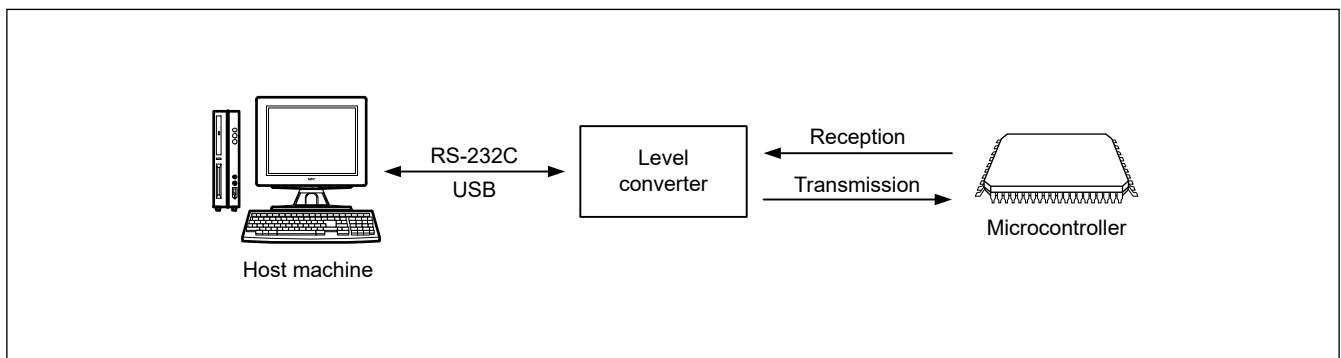 RS-232C
USB
Level
converter
Reception
Transmission
Host machine
Microcontroller